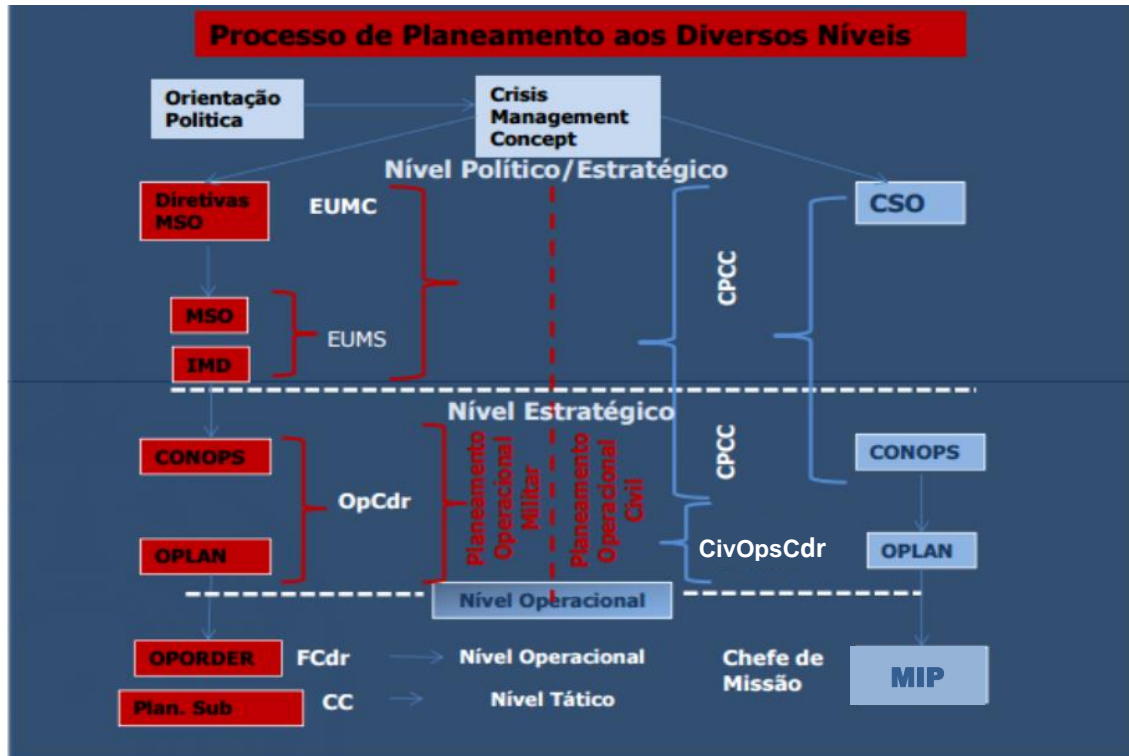 Processo de Planeamento aos Diversos Níveis
Orientação
Politica
Crisis
Management
Concept
Nível Político/Estratégico
Diretivas
MSO
EUMC
CSO
CPCC
MSO
EUMS
IMD
Nível Estratégico
CONOPS
OpCdr
Planeamento
Operacional
Militar
Planeamento
Operacional
Civil
CPCC
CONOPS
OPLAN
CivOpsCdr
OPLAN
Nível Operacional
OPORDER
FCdr
Nível Operacional
Chefe de
Missão
MIP
Plan. Sub
CC
Nível Tático